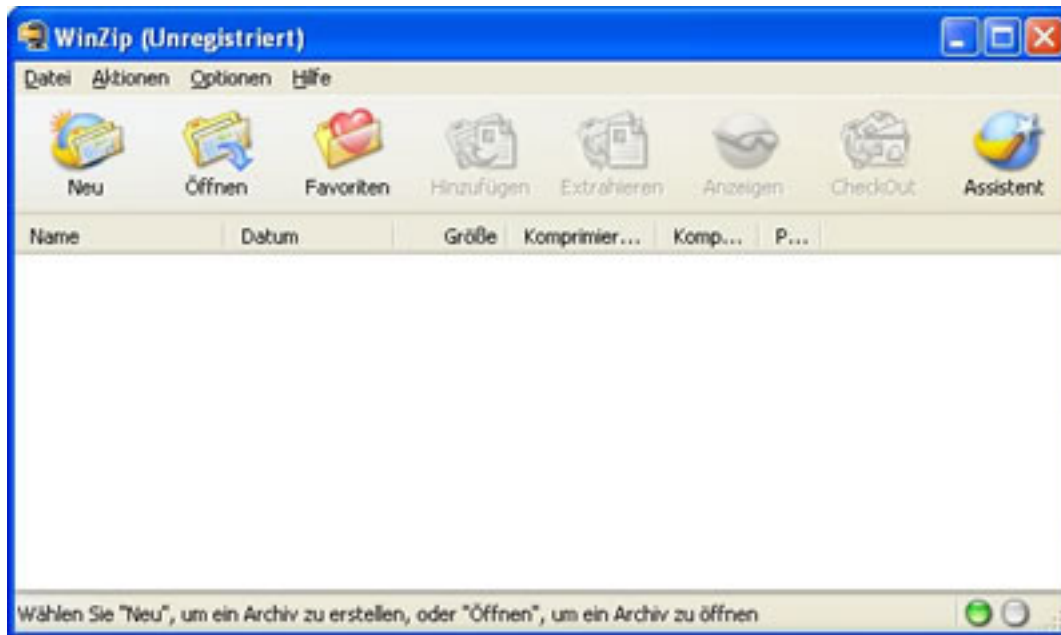 WinZip (Unregistriert)
Datei Aktionen Optionen Hilfe
Neu Öffnen Favoriten Hinzufügen Extrahieren Anzeigen CheckOut Assistent
Name Datum Größe Komprimier... Komp... P...
Wählen Sie "Neu", um ein Archiv zu erstellen, oder "Öffnen", um ein Archiv zu öffnen